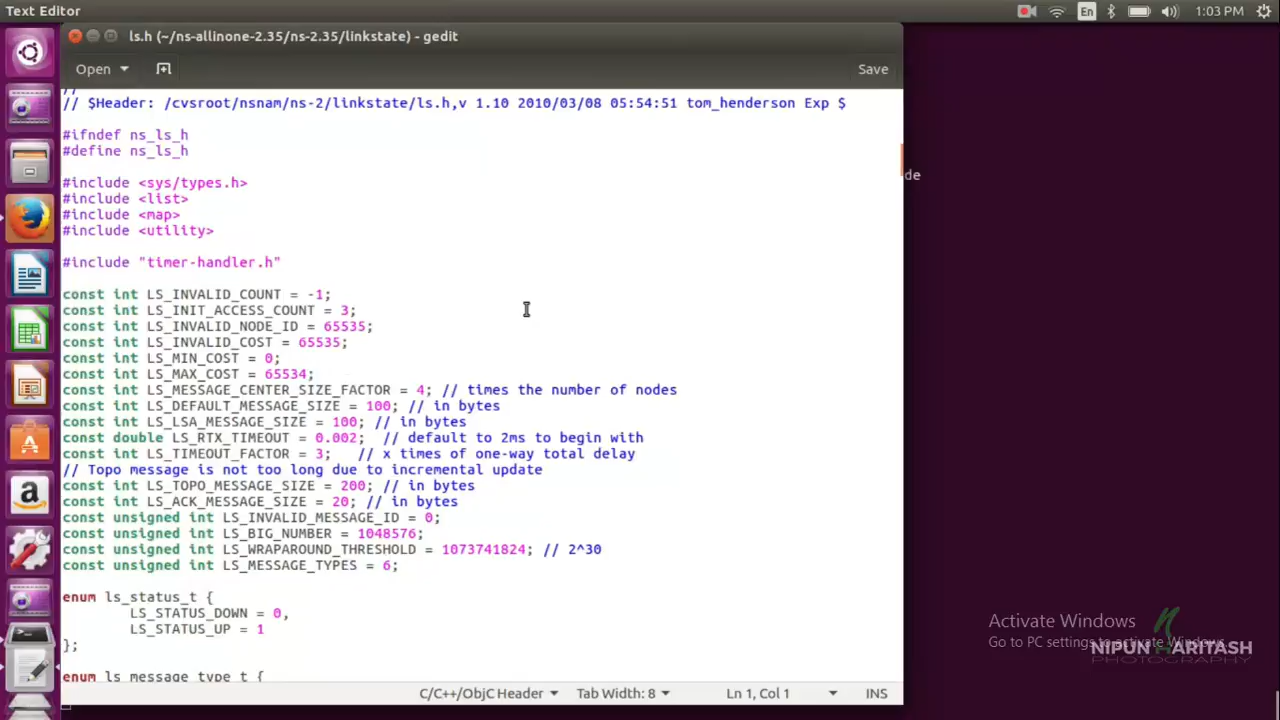 Text Editor
En
1:03 PM
ls.h (~/ns-allinone-2.35/ns-2.35/linkstate) - gedit
Open
Save
//
// $Header: /cvsroot/nsnam/ns-2/linkstate/ls.h,v 1.10 2010/03/08 05:54:51 tom_henderson Exp $
#ifndef ns_ls_h
#define ns_ls_h
de
#include <sys/types.h>
#include <list>
#include <map>
#include <utility>
#include "timer-handler.h"
const int LS_INVALID_COUNT = -1;
const int LS_INIT_ACCESS_COUNT = 3;
const int LS_INVALID_NODE_ID = 65535;
const int LS_INVALID_COST = 65535;
const int LS_MIN_COST = 0;
const int LS_MAX_COST = 65534;
const int LS_MESSAGE_CENTER_SIZE_FACTOR = 4; // times the number of nodes
const int LS_DEFAULT_MESSAGE_SIZE = 100; // in bytes
const int LS_LSA_MESSAGE_SIZE = 100; // in bytes
const double LS_RTX_TIMEOUT = 0.002;  // default to 2ms to begin with
const int LS_TIMEOUT_FACTOR = 3;   // x times of one-way total delay
// Topo message is not too long due to incremental update
const int LS_TOPO_MESSAGE_SIZE = 200; // in bytes
const int LS_ACK_MESSAGE_SIZE = 20; // in bytes
const unsigned int LS_INVALID_MESSAGE_ID = 0;
const unsigned int LS_BIG_NUMBER = 1048576;
const unsigned int LS_WRAPAROUND_THRESHOLD = 1073741824; // 2^30
const unsigned int LS_MESSAGE_TYPES = 6;
enum ls_status_t {
        LS_STATUS_DOWN = 0,
        LS_STATUS_UP = 1
};
enum ls_message_type_t {
Activate Windows
Go to PC settings to activate Windows.
NIPUN HARITASH
PHOTOGRAPHY
C/C++/ObjC Header
Tab Width: 8
Ln 1, Col 1
INS